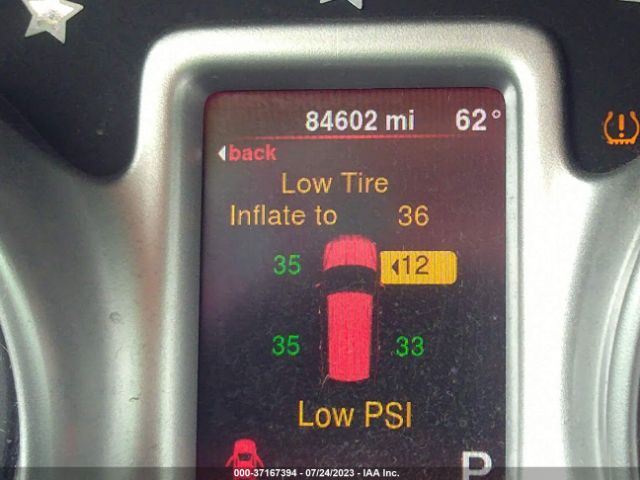 84602 mi 62°
back
Low Tire
Inflate to 36
35 12
35 33
Low PSI
P
000-37167394 - 07/24/2023 - IAA Inc.